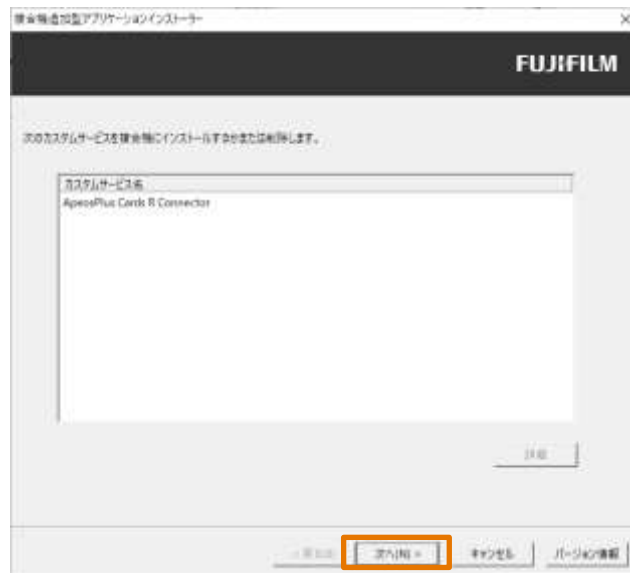 複合機追加型アプリケーションインストーラー
FUJIFILM
次のカスタムサービスを複合機にインストールするかまたは削除します。
カスタムサービス名
ApeosPlus Cards R Connector
詳細
次へ(N) >
キャンセル
バージョン情報